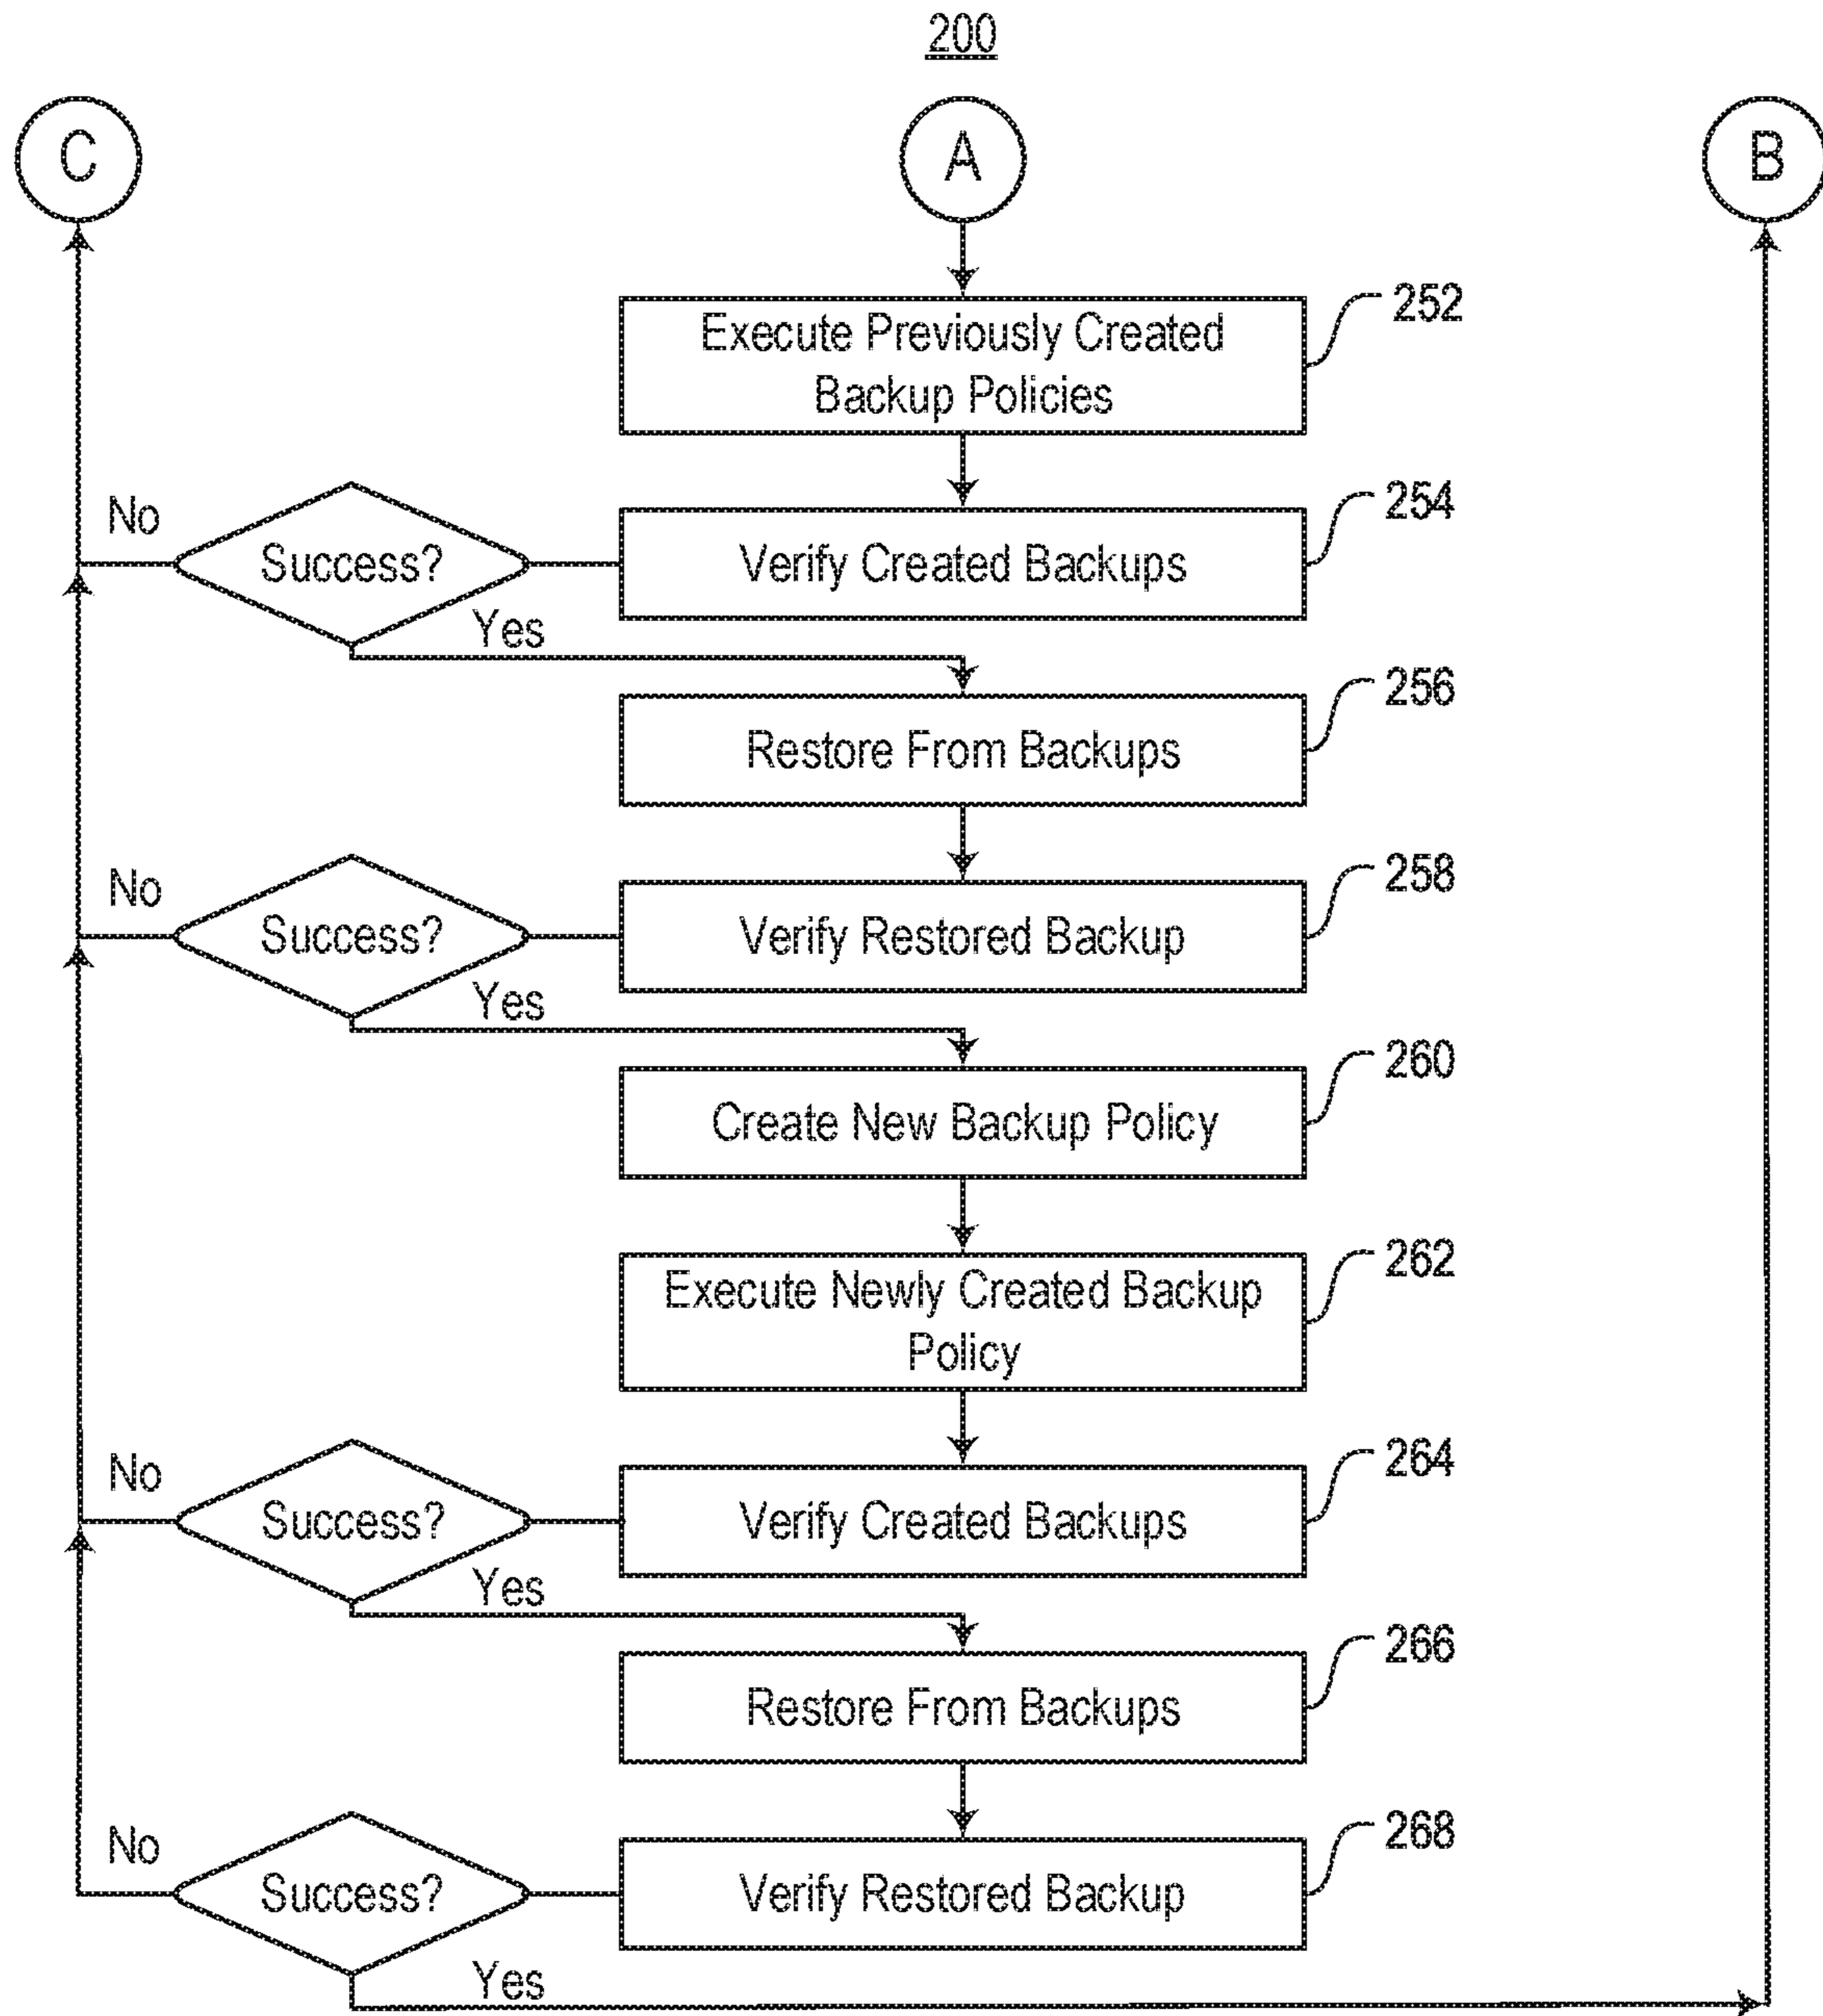 200
C
A
B
Execute Previously Created
Backup Policies
252
No
Success?
Verify Created Backups
254
Yes
Restore From Backups
256
No
Success?
Verify Restored Backup
258
Yes
Create New Backup Policy
260
Execute Newly Created Backup
Policy
262
No
Success?
Verify Created Backups
264
Yes
Restore From Backups
266
No
Success?
Verify Restored Backup
268
Yes